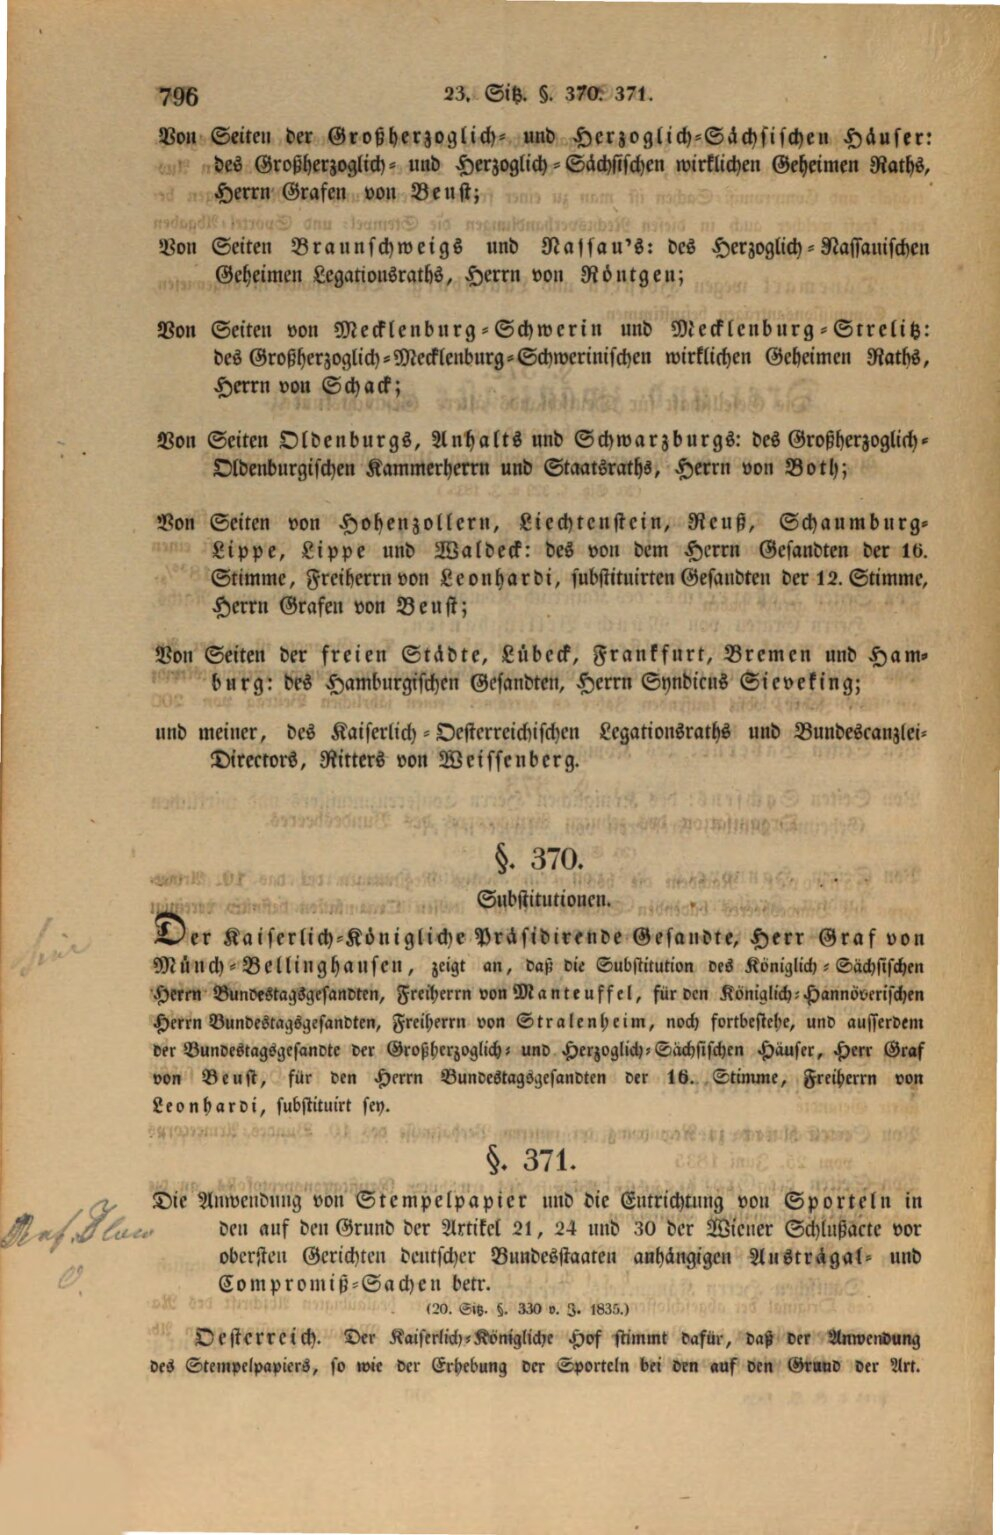 796
23. Sitz. §. 370. 371.
Von Seiten der Großherzoglich- und Herzoglich-Sächsischen Häuser:
des Großherzoglich- und Herzoglich-Sächsischen wirklichen Geheimen Raths,
Herrn Grafen von Beust;
Von Seiten Braunschweigs und Nassau's: des Herzoglich-Nassauischen
Geheimen Legationsraths, Herrn von Röntgen;
Von Seiten von Mecklenburg-Schwerin und Mecklenburg-Strelitz:
des Großherzoglich-Mecklenburg-Schwerinischen wirklichen Geheimen Raths,
Herrn von Schack;
Von Seiten Oldenburgs, Anhalts und Schwarzburgs: des Großherzoglich-
Oldenburgischen Kammerherrn und Staatsraths, Herrn von Both;
Von Seiten von Hohenzollern, Liechtenstein, Reuß, Schaumburg-
Lippe, Lippe und Waldeck: des von dem Herrn Gesandten der 16.
Stimme, Freiherrn von Leonhardi, substituirten Gesandten der 12. Stimme,
Herrn Grafen von Beust;
Von Seiten der freien Städte, Lübeck, Frankfurt, Bremen und Ham-
burg: des Hamburgischen Gesandten, Herrn Syndicus Sieveking;
und meiner, des Kaiserlich-Oesterreichischen Legationsraths und Bundescanzlei-
Directors, Ritters von Weissenberg.
§. 370.
Substitutionen.
Der Kaiserlich-Königliche Präsidirende Gesandte, Herr Graf von
Münch-Bellinghausen, zeigt an, daß die Substitution des Königlich-Sächsischen
Herrn Bundestagsgesandten, Freiherrn von Manteuffel, für den Königlich-Hannöverischen
Herrn Bundestagsgesandten, Freiherrn von Stralenheim, noch fortbestehe, und ausserdem
der Bundestagsgesandte der Großherzoglich- und Herzoglich-Sächsischen Häuser, Herr Graf
von Beust, für den Herrn Bundestagsgesandten der 16. Stimme, Freiherrn von
Leonhardi, substituirt sey.
§. 371.
Die Anwendung von Stempelpapier und die Entrichtung von Sporteln in
den auf den Grund der Artikel 21, 24 und 30 der Wiener Schlußacte vor
obersten Gerichten deutscher Bundesstaaten anhängigen Austrägal- und
Compromiß-Sachen betr.
(20. Sitz. §. 330 v. J. 1835.)
Oesterreich. Der Kaiserlich-Königliche Hof stimmt dafür, daß der Anwendung
des Stempelpapiers, so wie der Erhebung der Sporteln bei den auf den Grund der Art.